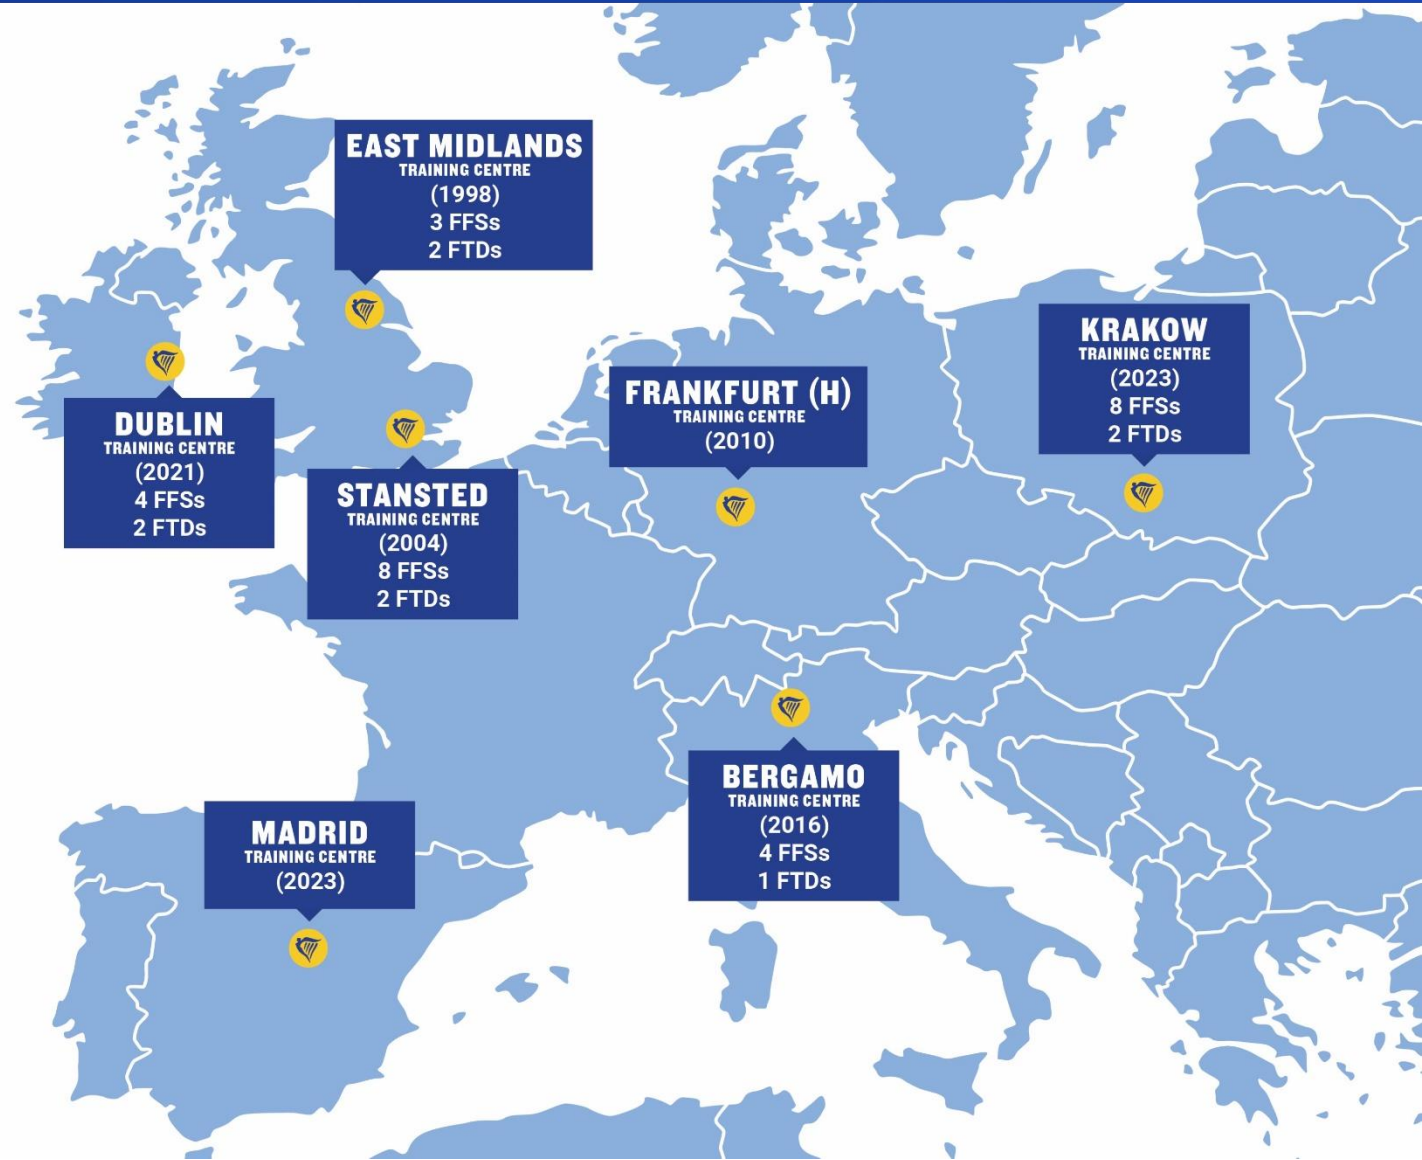 EAST MIDLANDS
TRAINING CENTRE
(1998)
3 FFSs
2 FTDs
DUBLIN
TRAINING CENTRE
(2021)
4 FFSs
2 FTDs
STANSTED
TRAINING CENTRE
(2004)
8 FFSs
2 FTDs
FRANKFURT (H)
TRAINING CENTRE
(2010)
KRAKOW
TRAINING CENTRE
(2023)
8 FFSs
2 FTDs
MADRID
TRAINING CENTRE
(2023)
BERGAMO
TRAINING CENTRE
(2016)
4 FFSs
1 FTDs